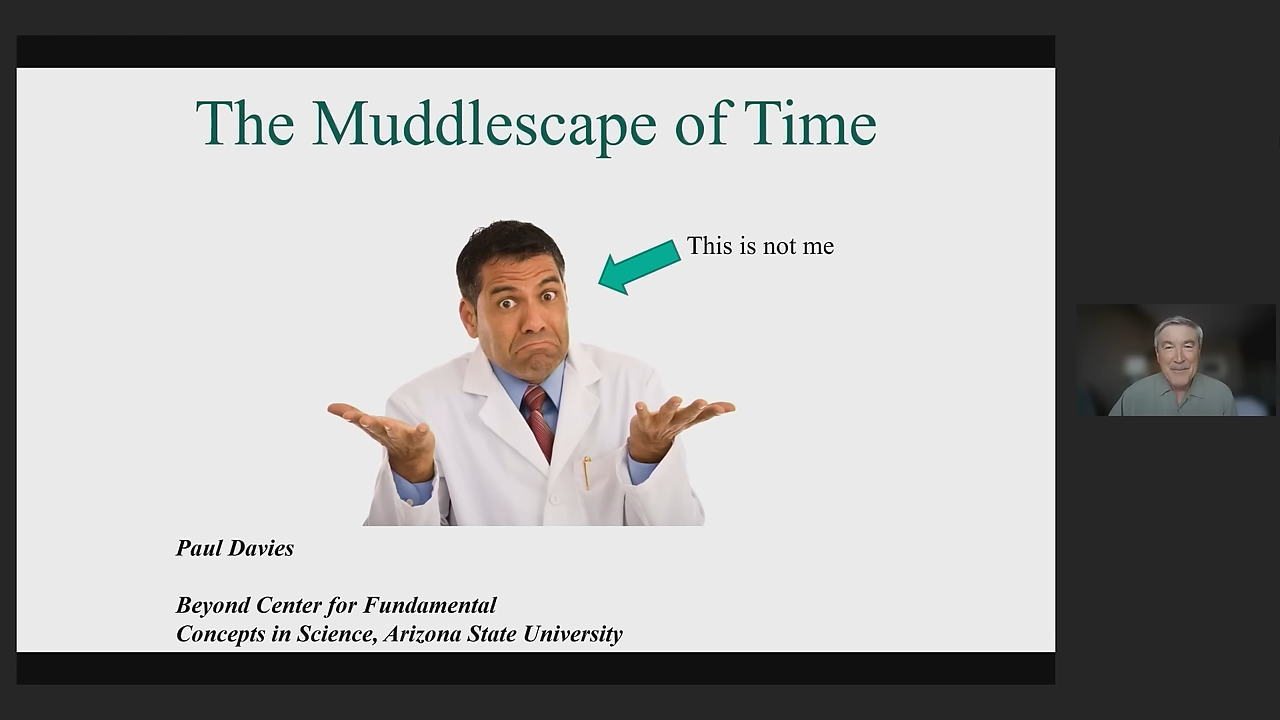 The Muddlescape of Time
This is not me
Paul Davies
Beyond Center for Fundamental
Concepts in Science, Arizona State University